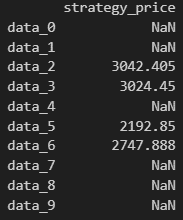 strategy_price
data_0 NaN
data_1 NaN
data_2 3042.405
data_3 3024.45
data_4 NaN
data_5 2192.85
data_6 2747.888
data_7 NaN
data_8 NaN
data_9 NaN